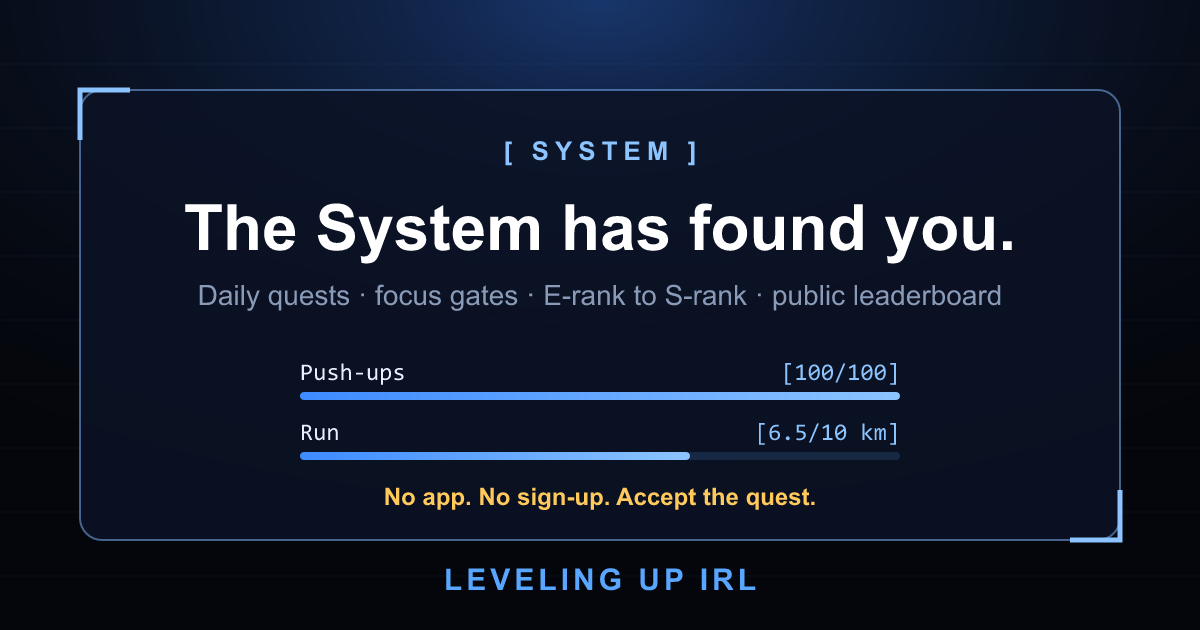 [ SYSTEM ]
The System has found you.
Daily quests · focus gates · E-rank to S-rank · public leaderboard
Push-ups [100/100]
Run [6.5/10 km]
No app. No sign-up. Accept the quest.
LEVELING UP IRL